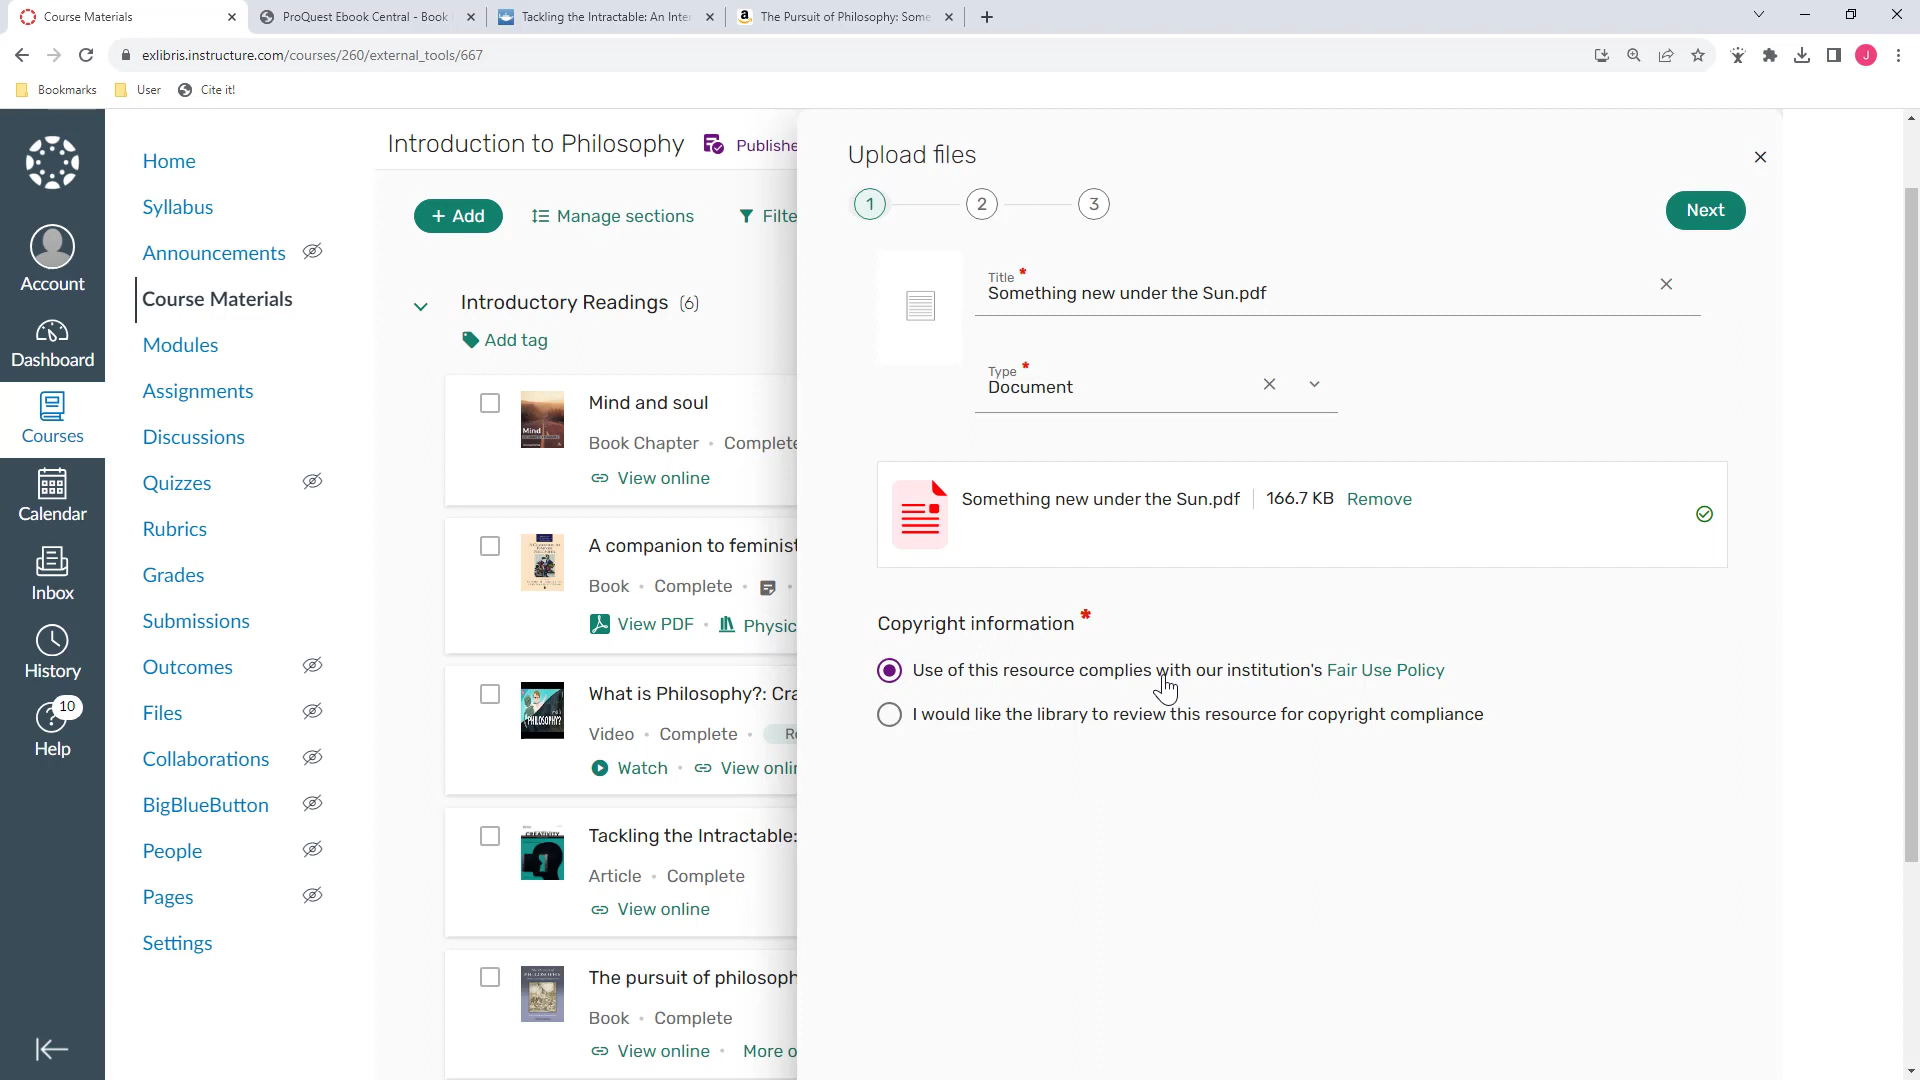 Course Materials
ProQuest Ebook Central - Book
Tackling the Intractable: An Inter
The Pursuit of Philosophy: Some
exlibris.instructure.com/courses/260/external_tools/667
J
Bookmarks
User
Cite it!
Account
Dashboard
Courses
Calendar
Inbox
History
10
Help
Home
Syllabus
Announcements
Course Materials
Modules
Assignments
Discussions
Quizzes
Rubrics
Grades
Submissions
Outcomes
Files
Collaborations
BigBlueButton
People
Pages
Settings
Introduction to Philosophy
Publishe
+ Add
Manage sections
Filte
Introductory Readings (6)
Add tag
Mind and soul
Book Chapter • Complete
View online
A companion to feminist
Book • Complete •
View PDF • Physic
What is Philosophy?: Cra
Video • Complete • Re
Watch • View onlin
Tackling the Intractable:
Article • Complete
View online
The pursuit of philosoph
Book • Complete
View online • More o
Upload files
1
2
3
Next
Title *
Something new under the Sun.pdf
Type *
Document
Something new under the Sun.pdf
166.7 KB
Remove
Copyright information *
Use of this resource complies with our institution's Fair Use Policy
I would like the library to review this resource for copyright compliance